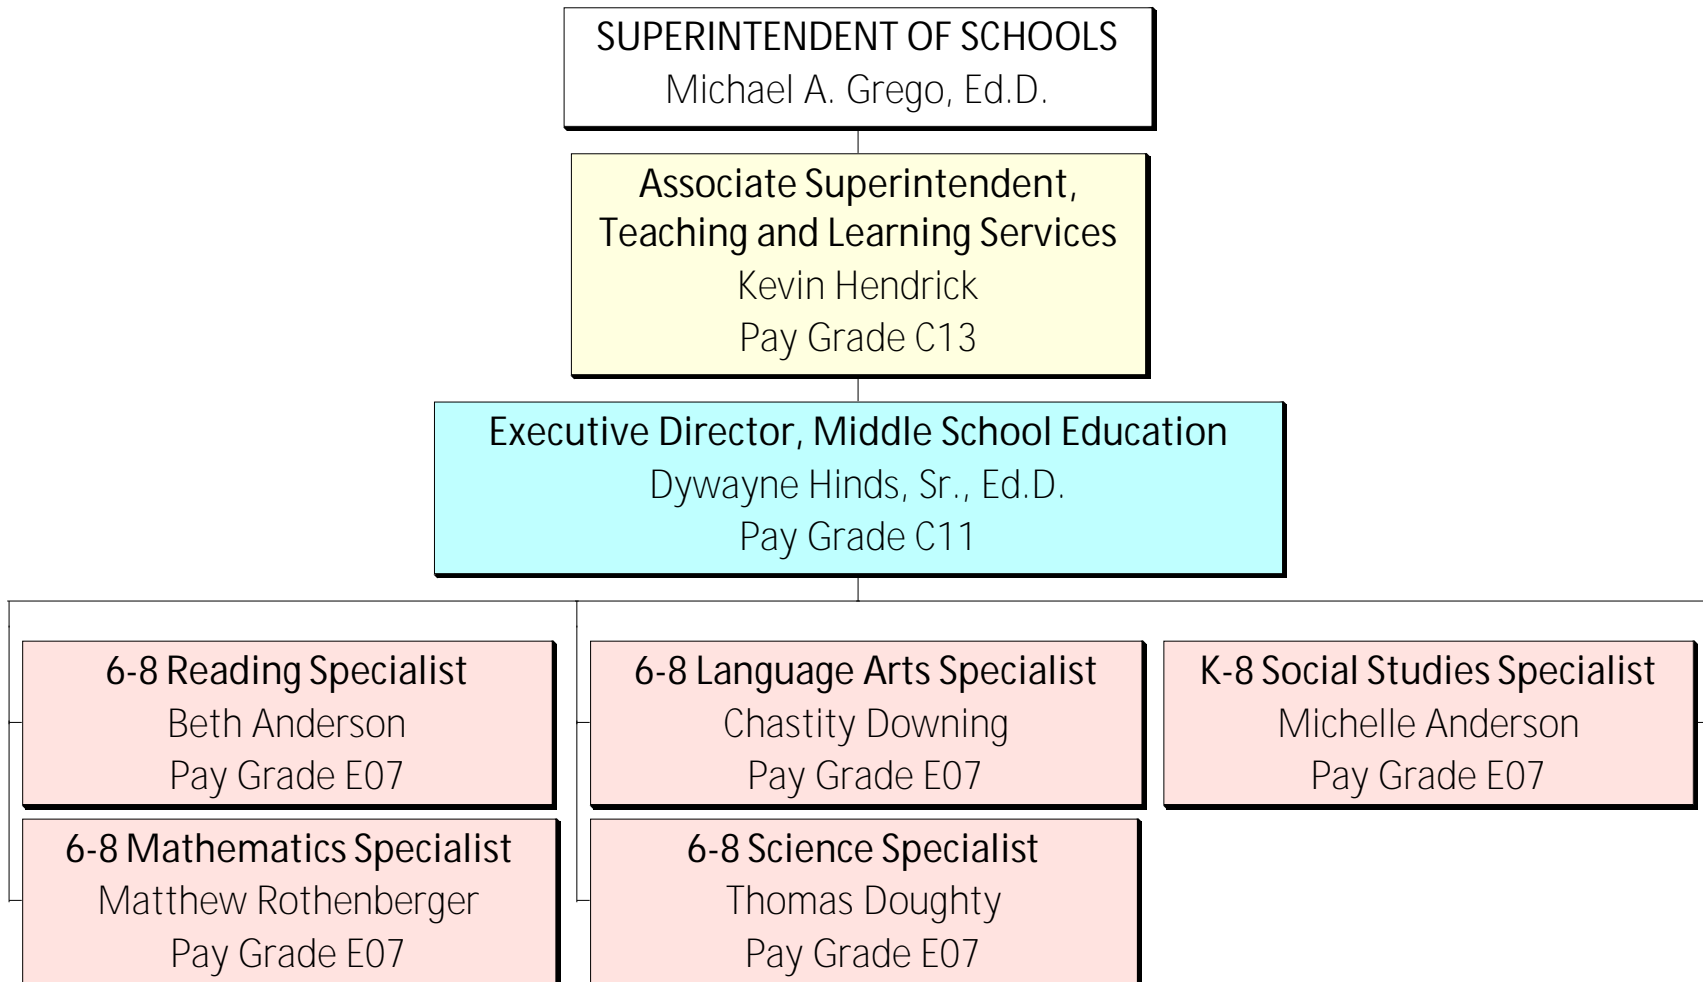 SUPERINTENDENT OF SCHOOLS
Michael A. Grego, Ed.D.
Associate Superintendent,
Teaching and Learning Services
Kevin Hendrick
Pay Grade C13
Executive Director, Middle School Education
Dywayne Hinds, Sr., Ed.D.
Pay Grade C11
6-8 Reading Specialist
Beth Anderson
Pay Grade E07
6-8 Language Arts Specialist
Chastity Downing
Pay Grade E07
K-8 Social Studies Specialist
Michelle Anderson
Pay Grade E07
6-8 Mathematics Specialist
Matthew Rothenberger
Pay Grade E07
6-8 Science Specialist
Thomas Doughty
Pay Grade E07